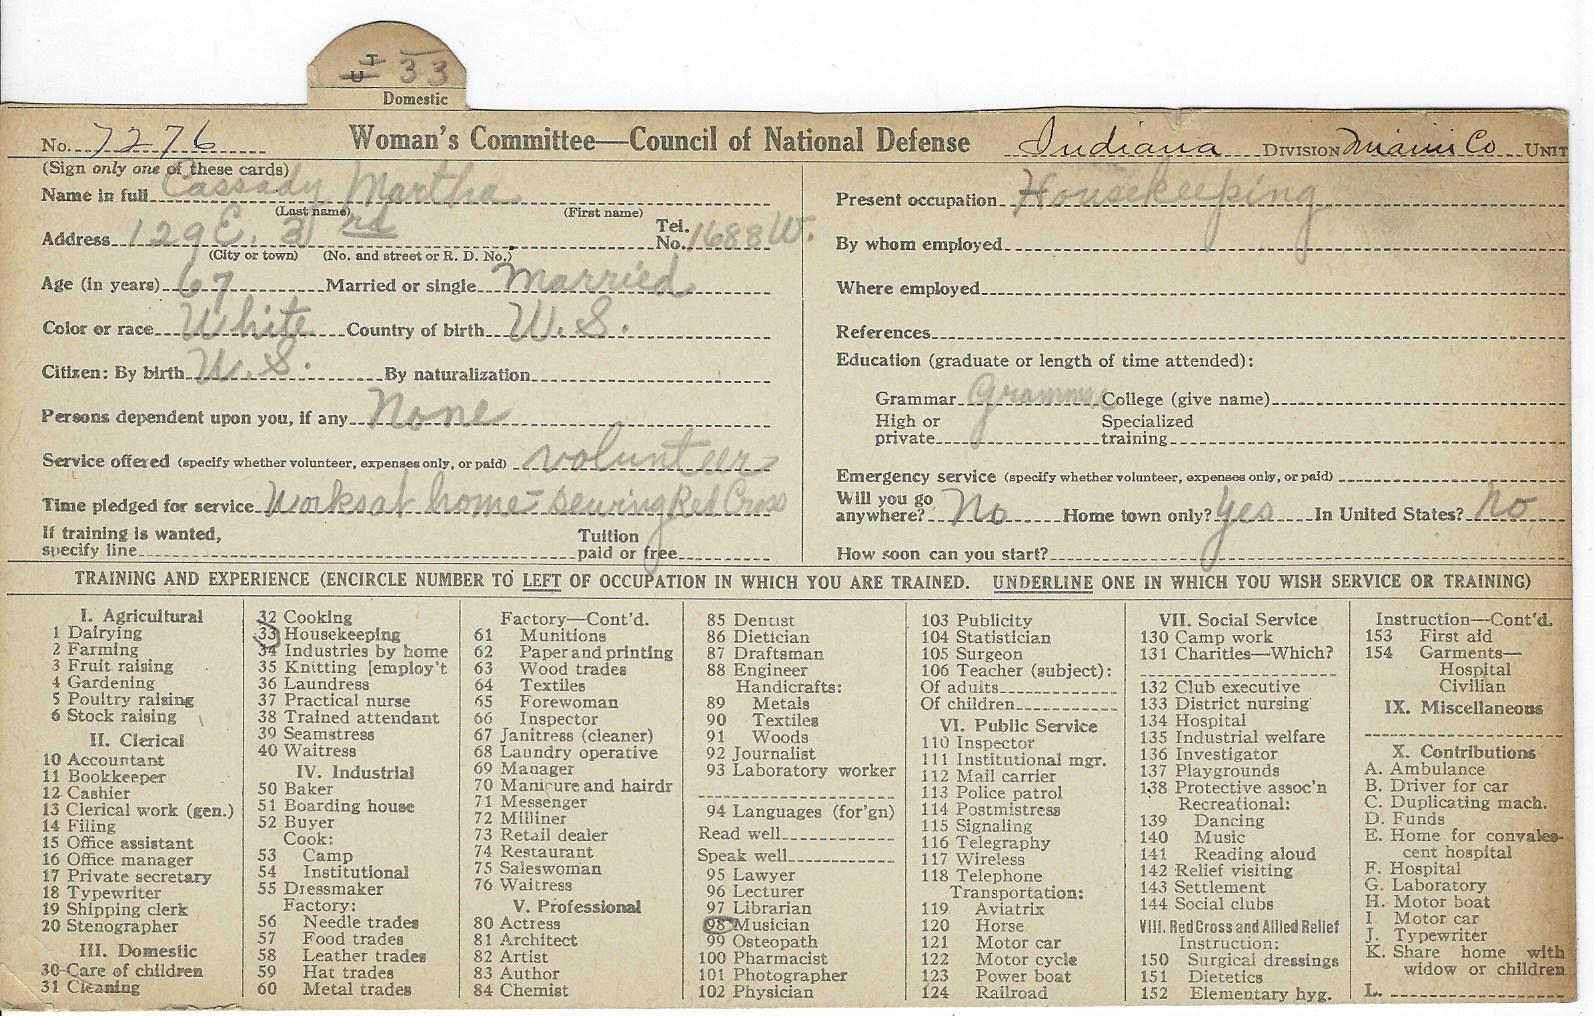 UT 33
Domestic
No. 7276 Woman's Committee—Council of National Defense Indiana DIVISION Miami Co UNIT
(Sign only one of these cards)
Name in full Cassady Martha
(Last name) (First name)
Address 129 E. 3rd Tel. No. 1688 W.
(City or town) (No. and street or R. D. No.)
Age (in years) 67 Married or single Married
Color or race White Country of birth U.S.
Citizen: By birth U.S. By naturalization
Persons dependent upon you, if any None
Service offered (specify whether volunteer, expenses only, or paid) volunteer
Time pledged for service Works at home - sewing Red Cross
If training is wanted,
specify line Tuition paid or free
Present occupation Housekeeping
By whom employed
Where employed
References
Education (graduate or length of time attended):
Grammar Grammar College (give name)
High or private Specialized training
Emergency service (specify whether volunteer, expenses only, or paid)
Will you go anywhere? No Home town only? Yes In United States? No
How soon can you start?
TRAINING AND EXPERIENCE (ENCIRCLE NUMBER TO LEFT OF OCCUPATION IN WHICH YOU ARE TRAINED. UNDERLINE ONE IN WHICH YOU WISH SERVICE OR TRAINING)
I. Agricultural
1 Dairying
2 Farming
3 Fruit raising
4 Gardening
5 Poultry raising
6 Stock raising
II. Clerical
10 Accountant
11 Bookkeeper
12 Cashier
13 Clerical work (gen.)
14 Filing
15 Office assistant
16 Office manager
17 Private secretary
18 Typewriter
19 Shipping clerk
20 Stenographer
III. Domestic
30 Care of children
31 Cleaning
32 Cooking
33 Housekeeping
34 Industries by home
35 Knitting [employ't
36 Laundress
37 Practical nurse
38 Trained attendant
39 Seamstress
40 Waitress
IV. Industrial
50 Baker
51 Boarding house
52 Buyer
Cook:
53 Camp
54 Institutional
55 Dressmaker
Factory:
56 Needle trades
57 Food trades
58 Leather trades
59 Hat trades
60 Metal trades
Factory—Cont'd.
61 Munitions
62 Paper and printing
63 Wood trades
64 Textiles
65 Forewoman
66 Inspector
67 Janitress (cleaner)
68 Laundry operative
69 Manager
70 Manicure and hairdr
71 Messenger
72 Milliner
73 Retail dealer
74 Restaurant
75 Saleswoman
76 Waitress
V. Professional
80 Actress
81 Architect
82 Artist
83 Author
84 Chemist
85 Dentist
86 Dietician
87 Draftsman
88 Engineer
Handicrafts:
89 Metals
90 Textiles
91 Woods
92 Journalist
93 Laboratory worker
94 Languages (for'gn)
Read well
Speak well
95 Lawyer
96 Lecturer
97 Librarian
98 Musician
99 Osteopath
100 Pharmacist
101 Photographer
102 Physician
103 Publicity
104 Statistician
105 Surgeon
106 Teacher (subject):
Of adults
Of children
VI. Public Service
110 Inspector
111 Institutional mgr.
112 Mail carrier
113 Police patrol
114 Postmistress
115 Signaling
116 Telegraphy
117 Wireless
118 Telephone
Transportation:
119 Aviatrix
120 Horse
121 Motor car
122 Motor cycle
123 Power boat
124 Railroad
VII. Social Service
130 Camp work
131 Charities—Which?
132 Club executive
133 District nursing
134 Hospital
135 Industrial welfare
136 Investigator
137 Playgrounds
138 Protective assoc'n
Recreational:
139 Dancing
140 Music
141 Reading aloud
142 Relief visiting
143 Settlement
144 Social clubs
VIII. Red Cross and Allied Relief
Instruction:
150 Surgical dressings
151 Dietetics
152 Elementary hyg.
Instruction—Cont'd.
153 First aid
154 Garments—
Hospital
Civilian
IX. Miscellaneous
X. Contributions
A. Ambulance
B. Driver for car
C. Duplicating mach.
D. Funds
E. Home for convales-
cent hospital
F. Hospital
G. Laboratory
H. Motor boat
I. Motor car
J. Typewriter
K. Share home with
widow or children
L.